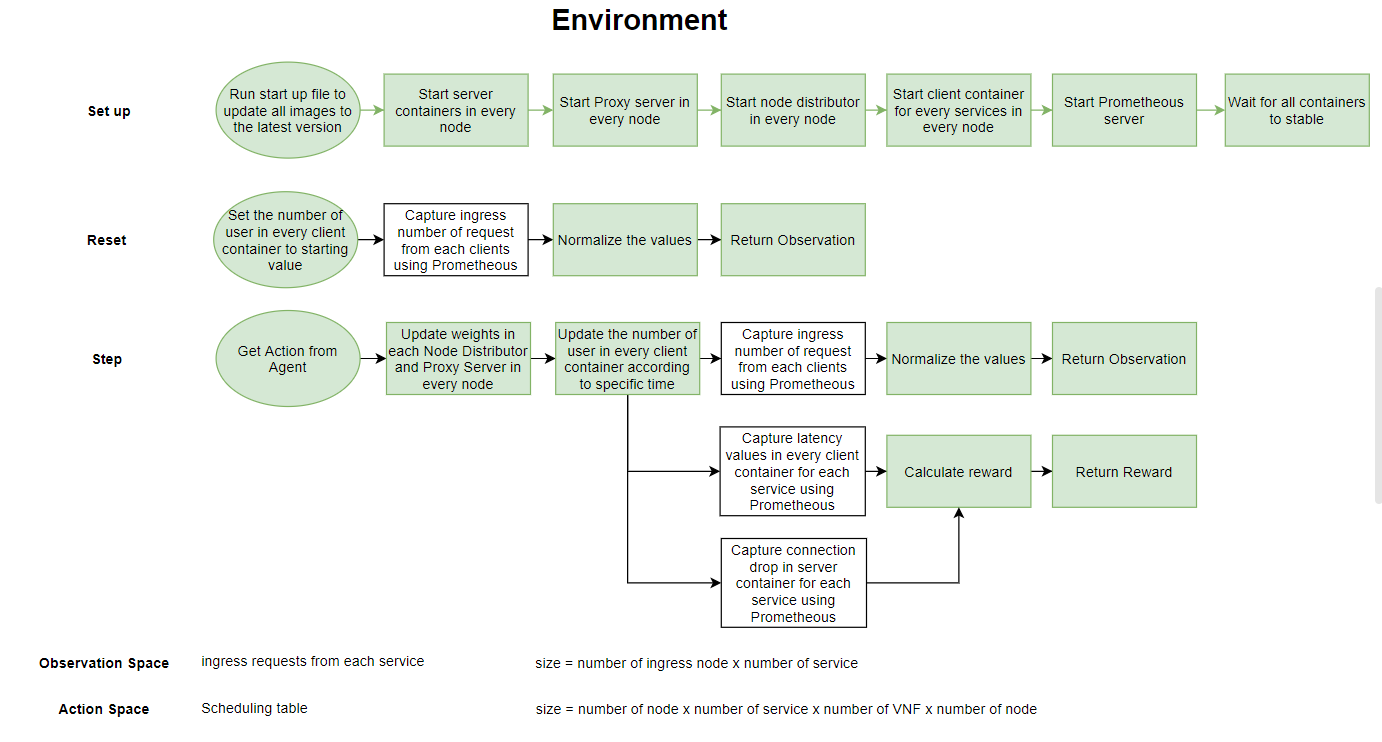 Environment
Set up
Run start up file to
update all images to
the latest version
Start server
containers in every
node
Start Proxy server in
every node
Start node distributor
in every node
Start client container
for every services in
every node
Start Prometheous
server
Wait for all containers
to stable
Reset
Set the number of
user in every client
container to starting
value
Capture ingress
number of request
from each clients
using Prometheous
Normalize the values
Return Observation
Step
Get Action from
Agent
Update weights in
each Node Distributor
and Proxy Server in
every node
Update the number of
user in every client
container according
to specific time
Capture ingress
number of request
from each clients
using Prometheous
Normalize the values
Return Observation
Capture latency
values in every client
container for each
service using
Prometheous
Calculate reward
Return Reward
Capture connection
drop in server
container for each
service using
Prometheous
Observation Space
ingress requests from each service
size = number of ingress node x number of service
Action Space
Scheduling table
size = number of node x number of service x number of VNF x number of node